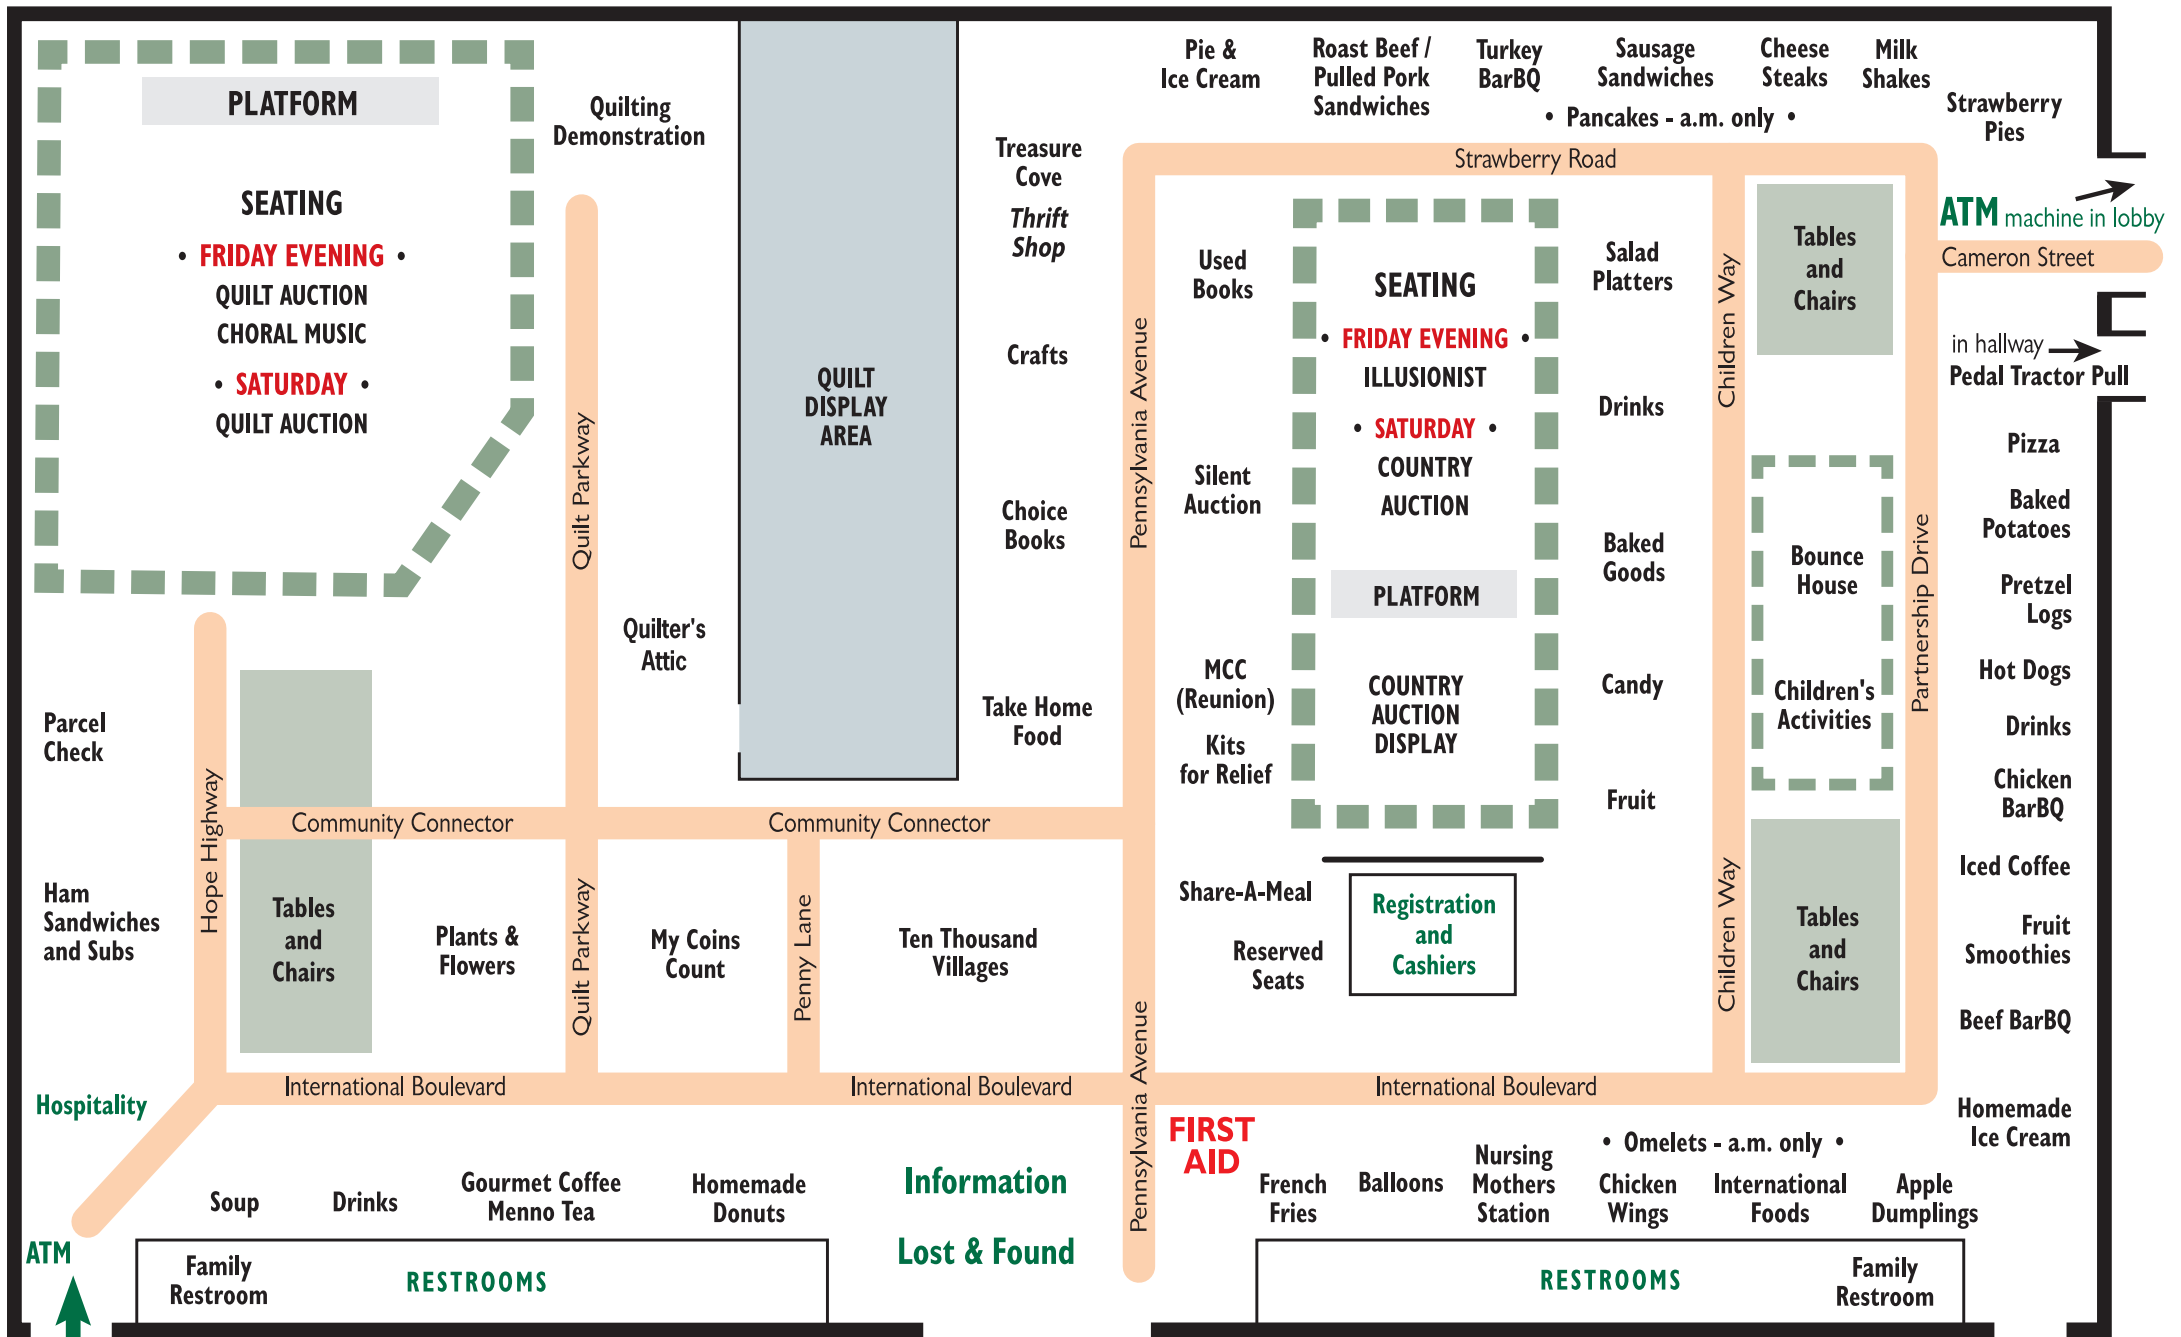 PLATFORM
SEATING
• FRIDAY EVENING •
QUILT AUCTION
CHORAL MUSIC
• SATURDAY •
QUILT AUCTION
Quilting
Demonstration
Quilt Parkway
QUILT
DISPLAY
AREA
Quilter's
Attic
Treasure
Cove
Thrift
Shop
Crafts
Choice
Books
Take Home
Food
Pie &
Ice Cream
Roast Beef /
Pulled Pork
Sandwiches
Turkey
BarBQ
Sausage
Sandwiches
Cheese
Steaks
Milk
Shakes
• Pancakes - a.m. only •
Strawberry
Pies
Strawberry Road
Pennsylvania Avenue
Used
Books
Silent
Auction
MCC
(Reunion)
Kits
for Relief
SEATING
• FRIDAY EVENING •
ILLUSIONIST
• SATURDAY •
COUNTRY
AUCTION
PLATFORM
COUNTRY
AUCTION
DISPLAY
Salad
Platters
Drinks
Baked
Goods
Candy
Fruit
Children Way
Tables
and
Chairs
Bounce
House
Children's
Activities
Partnership Drive
ATM machine in lobby
Cameron Street
in hallway
Pedal Tractor Pull
Pizza
Baked
Potatoes
Pretzel
Logs
Hot Dogs
Drinks
Chicken
BarBQ
Iced Coffee
Fruit
Smoothies
Beef BarBQ
Homemade
Ice Cream
Parcel
Check
Hope Highway
Ham
Sandwiches
and Subs
Community Connector
Community Connector
Tables
and
Chairs
Plants &
Flowers
Quilt Parkway
My Coins
Count
Penny Lane
Ten Thousand
Villages
Share-A-Meal
Reserved
Seats
Registration
and
Cashiers
Children Way
Tables
and
Chairs
Hospitality
International Boulevard
International Boulevard
International Boulevard
Pennsylvania Avenue
ATM
Soup
Drinks
Gourmet Coffee
Menno Tea
Homemade
Donuts
Information
Lost & Found
Family
Restroom
RESTROOMS
FIRST
AID
French
Fries
Balloons
Nursing
Mothers
Station
• Omelets - a.m. only •
Chicken
Wings
International
Foods
Apple
Dumplings
RESTROOMS
Family
Restroom